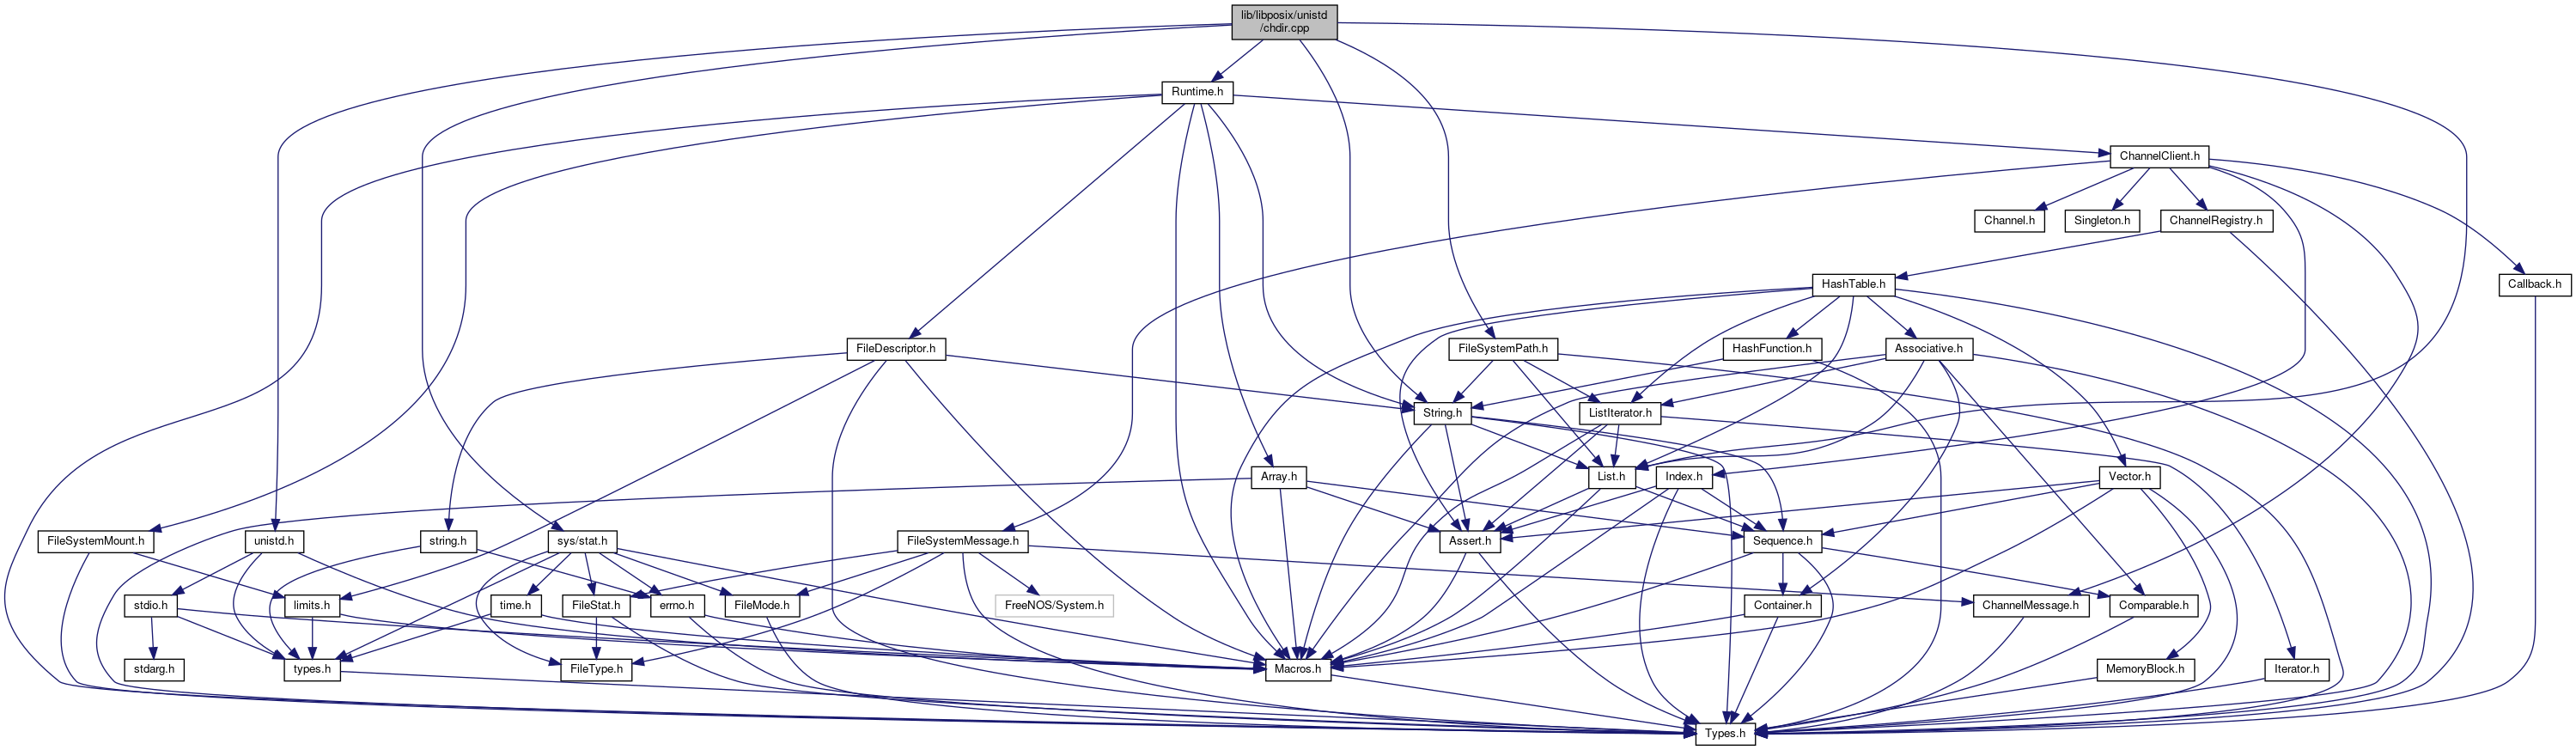 lib/libposix/unistd
/chdir.cpp
Runtime.h
ChannelClient.h
Channel.h
Singleton.h
ChannelRegistry.h
HashTable.h
Callback.h
FileDescriptor.h
FileSystemPath.h
HashFunction.h
Associative.h
String.h
ListIterator.h
Array.h
List.h
Index.h
Vector.h
FileSystemMount.h
unistd.h
string.h
sys/stat.h
FileSystemMessage.h
Assert.h
Sequence.h
stdio.h
limits.h
time.h
FileStat.h
errno.h
FileMode.h
FreeNOS/System.h
Container.h
ChannelMessage.h
Comparable.h
stdarg.h
types.h
FileType.h
Macros.h
MemoryBlock.h
Iterator.h
Types.h